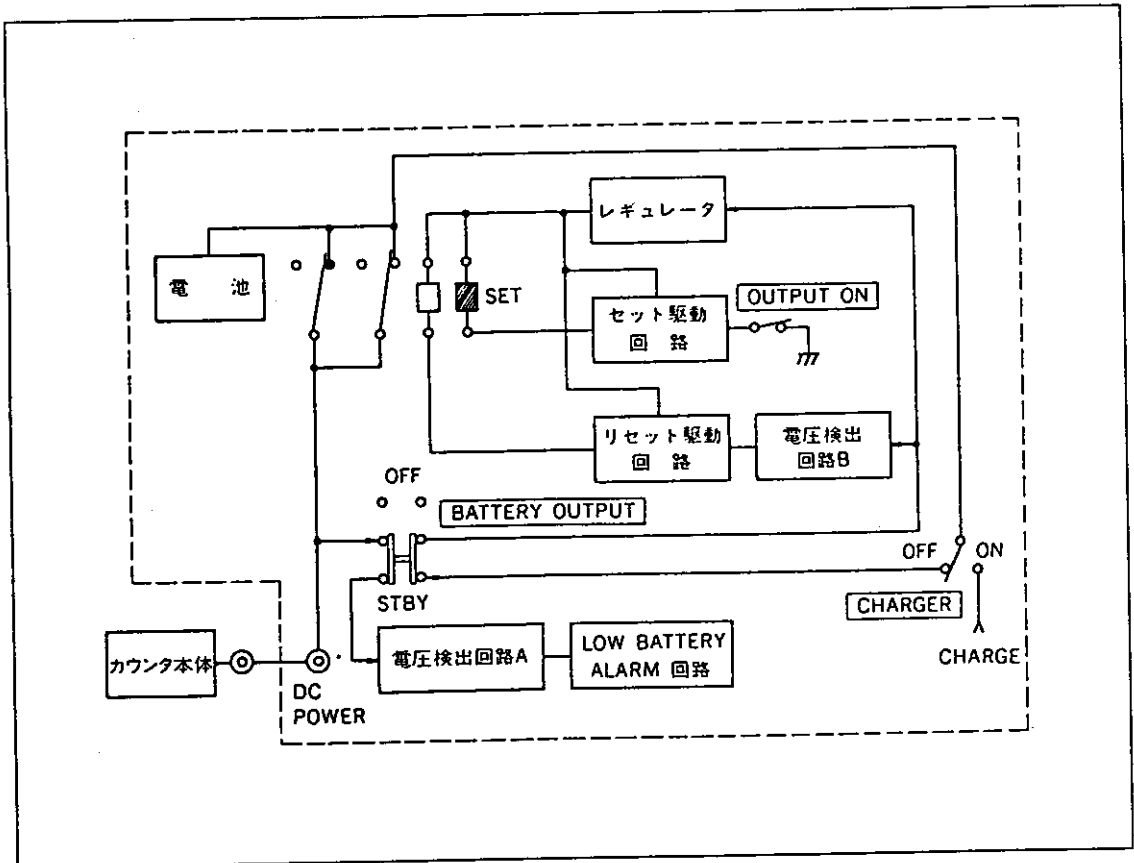 電池
レギュレータ
SET
セット駆動
回路
OUTPUT ON
リセット駆動
回路
電圧検出
回路B
OFF
BATTERY OUTPUT
STBY
OFF
ON
CHARGER
CHARGE
カウンタ本体
DC
POWER
電圧検出回路A
LOW BATTERY
ALARM 回路